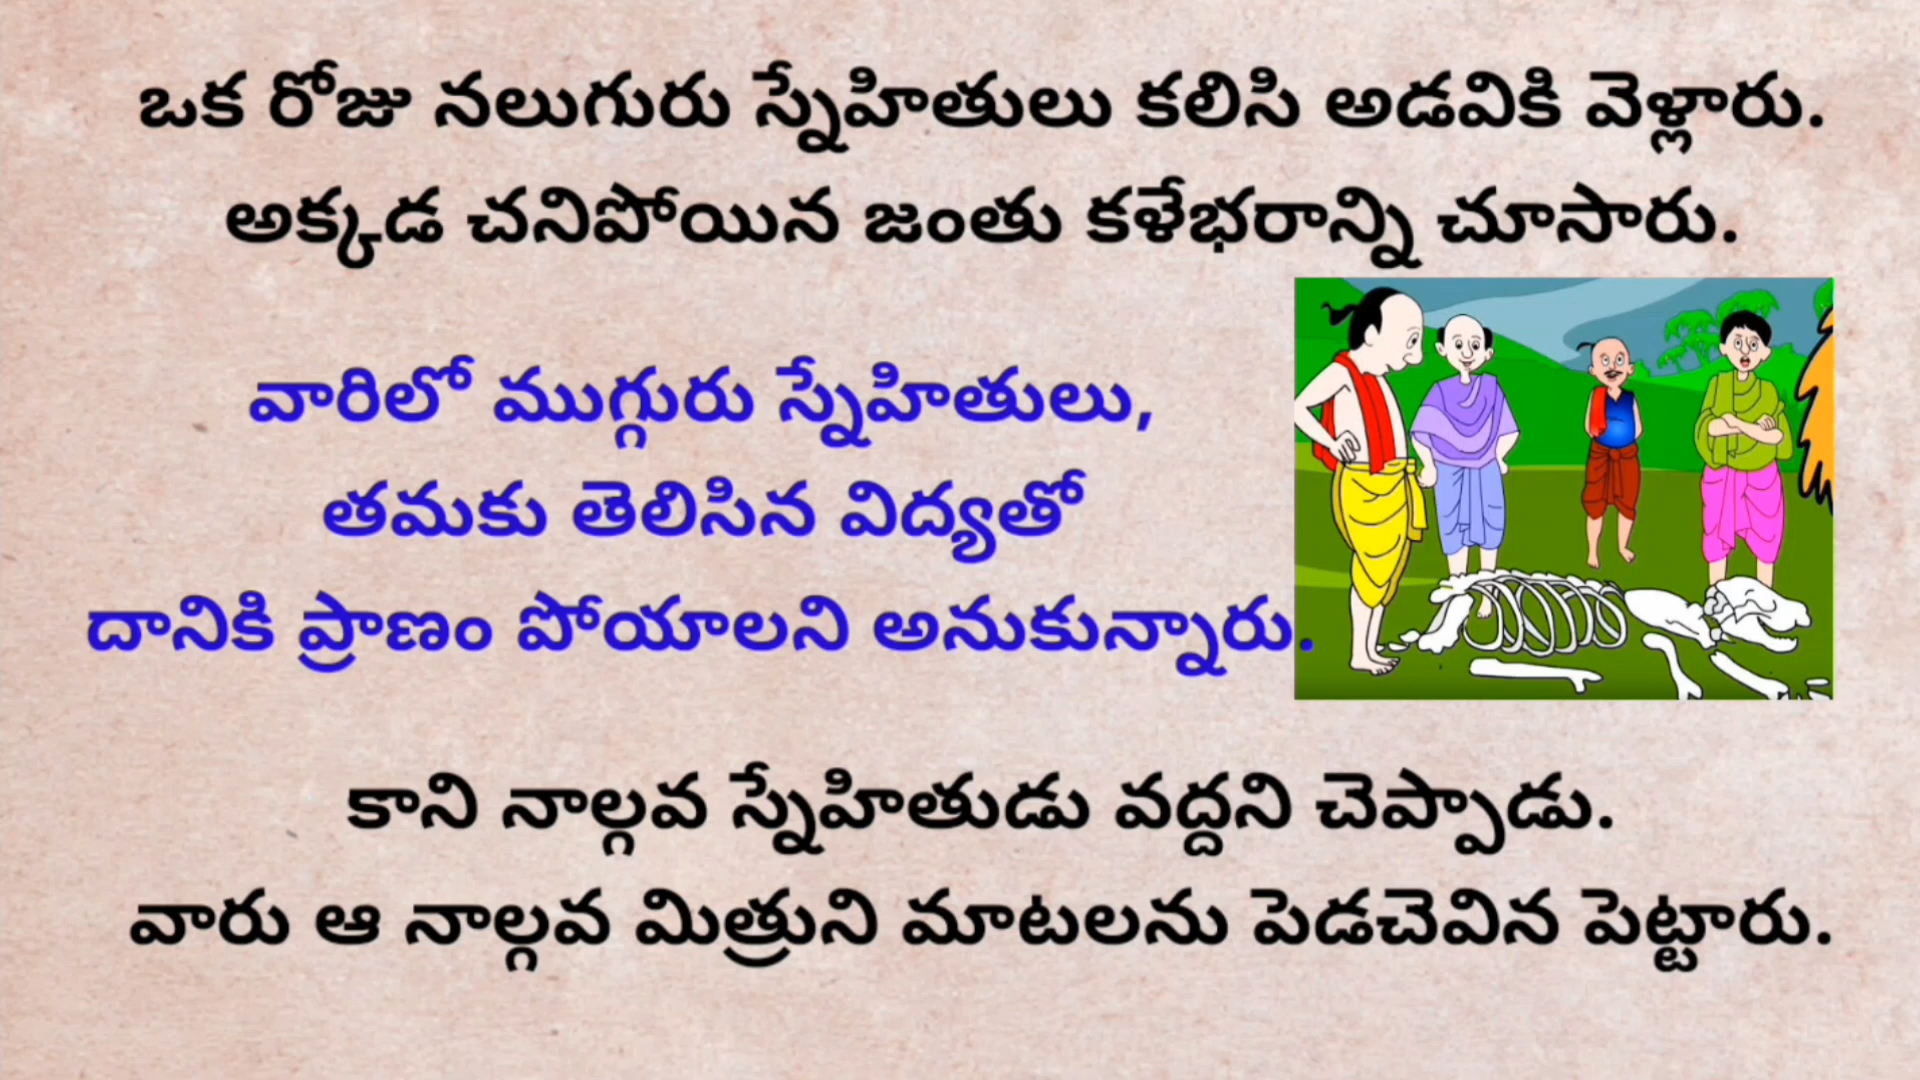 ఒక రోజు నలుగురు స్నేహితులు కలిసి అడవికి వెళ్లారు.
అక్కడ చనిపోయిన జంతు కళేభరాన్ని చూసారు.
వారిలో ముగ్గురు స్నేహితులు,
తమకు తెలిసిన విద్యతో
దానికి ప్రాణం పోయాలని అనుకున్నారు.
కాని నాల్గవ స్నేహితుడు వద్దని చెప్పాడు.
వారు ఆ నాల్గవ మిత్రుని మాటలను పెడచెవిన పెట్టారు.